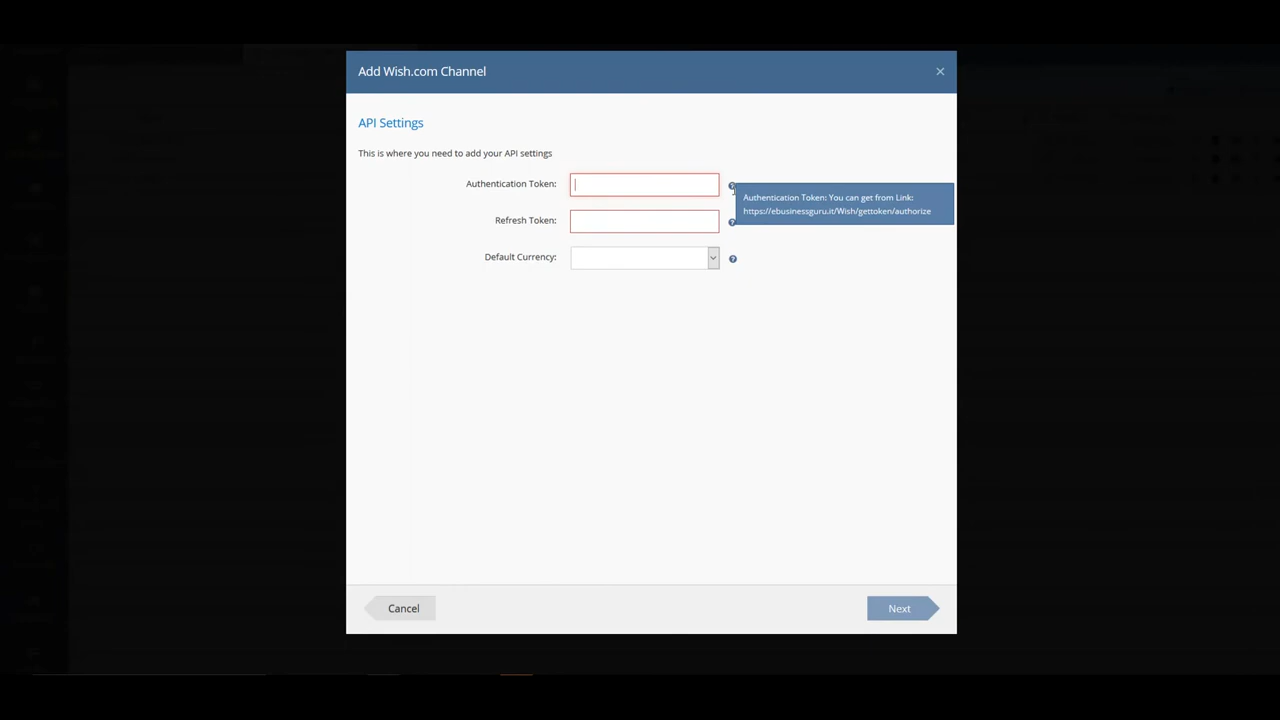 Add Wish.com Channel
API Settings
This is where you need to add your API settings
Authentication Token:
Authentication Token: You can get from Link:
https://ebusinessguru.it/Wish/gettoken/authorize
Refresh Token:
Default Currency:
Cancel
Next